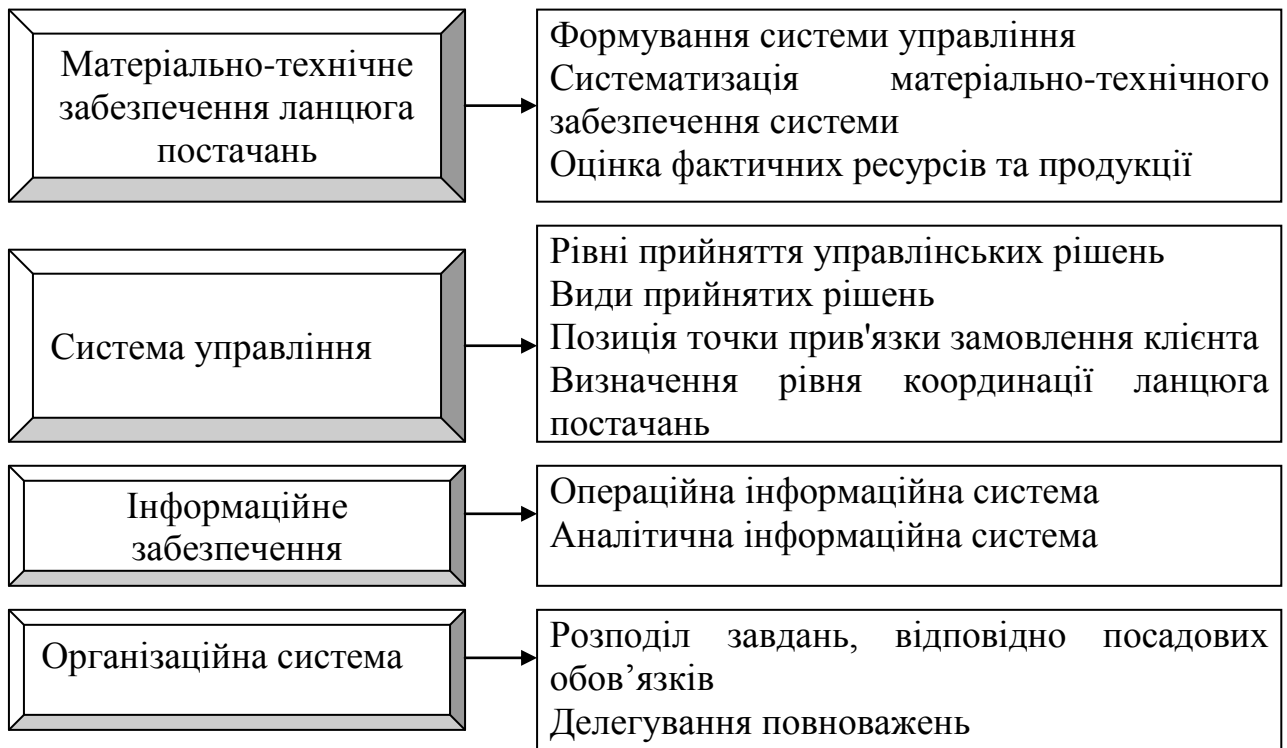 Матеріально-технічне
забезпечення ланцюга
постачань
Формування системи управління
Систематизація матеріально-технічного
забезпечення системи
Оцінка фактичних ресурсів та продукції
Система управління
Рівні прийняття управлінських рішень
Види прийнятих рішень
Позиція точки прив'язки замовлення клієнта
Визначення рівня координації ланцюга
постачань
Інформаційне
забезпечення
Операційна інформаційна система
Аналітична інформаційна система
Організаційна система
Розподіл завдань, відповідно посадових
обов’язків
Делегування повноважень